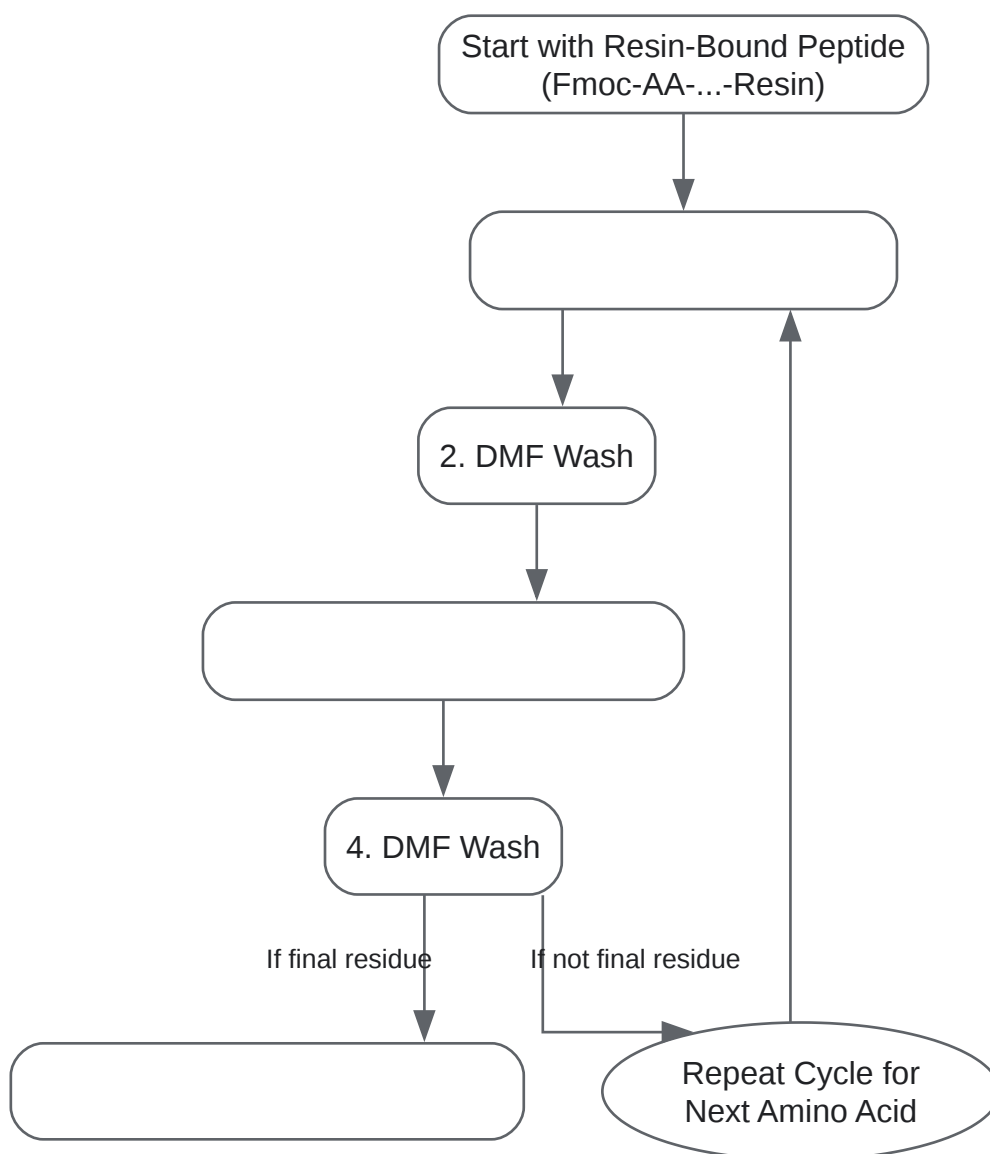 Start with Resin-Bound Peptide
(Fmoc-AA-...-Resin)
2. DMF Wash
4. DMF Wash
If final residue
If not final residue
Repeat Cycle for
Next Amino Acid